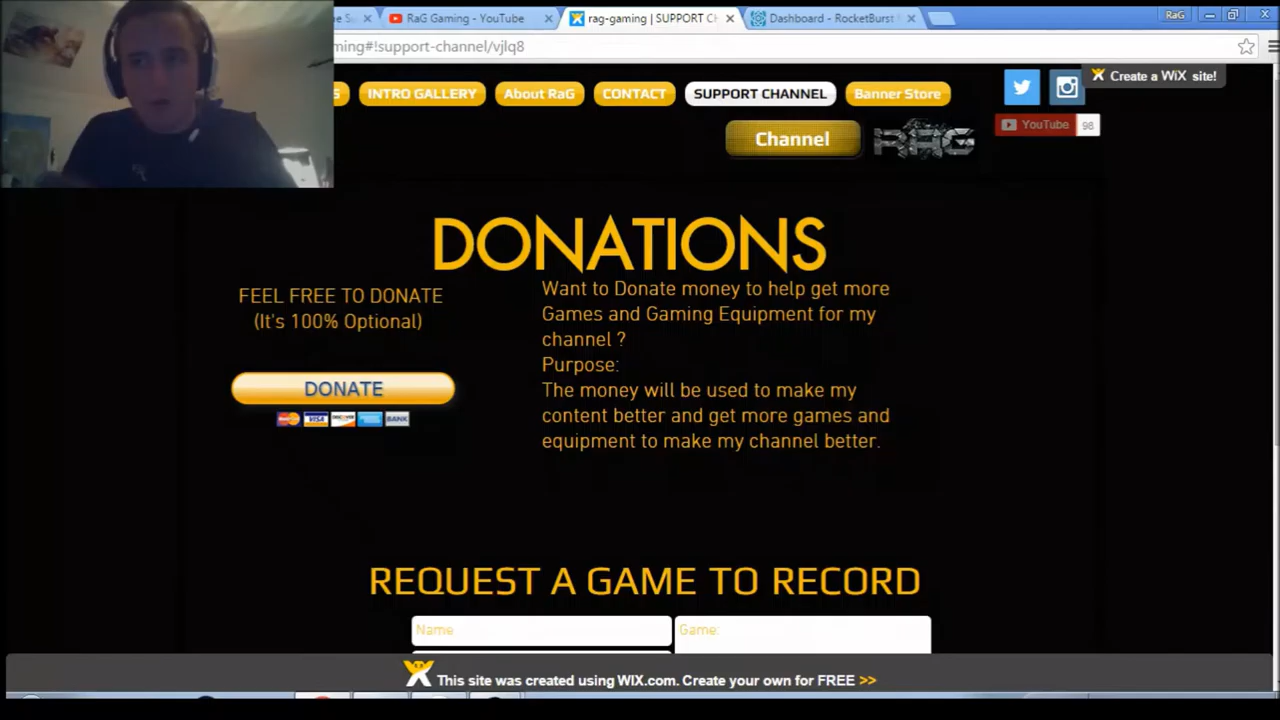 RaG Gaming - YouTube
rag-gaming | SUPPORT C
Dashboard - RocketBurst
RaG
ming#!support-channel/vjlq8
INTRO GALLERY
About RaG
CONTACT
SUPPORT CHANNEL
Banner Store
Create a WiX site!
Channel
RAG
YouTube 96
DONATIONS
FEEL FREE TO DONATE
(It's 100% Optional)
DONATE
VISA
BANK
Want to Donate money to help get more
Games and Gaming Equipment for my
channel ?
Purpose:
The money will be used to make my
content better and get more games and
equipment to make my channel better.
REQUEST A GAME TO RECORD
Name
Game:
This site was created using WIX.com. Create your own for FREE >>